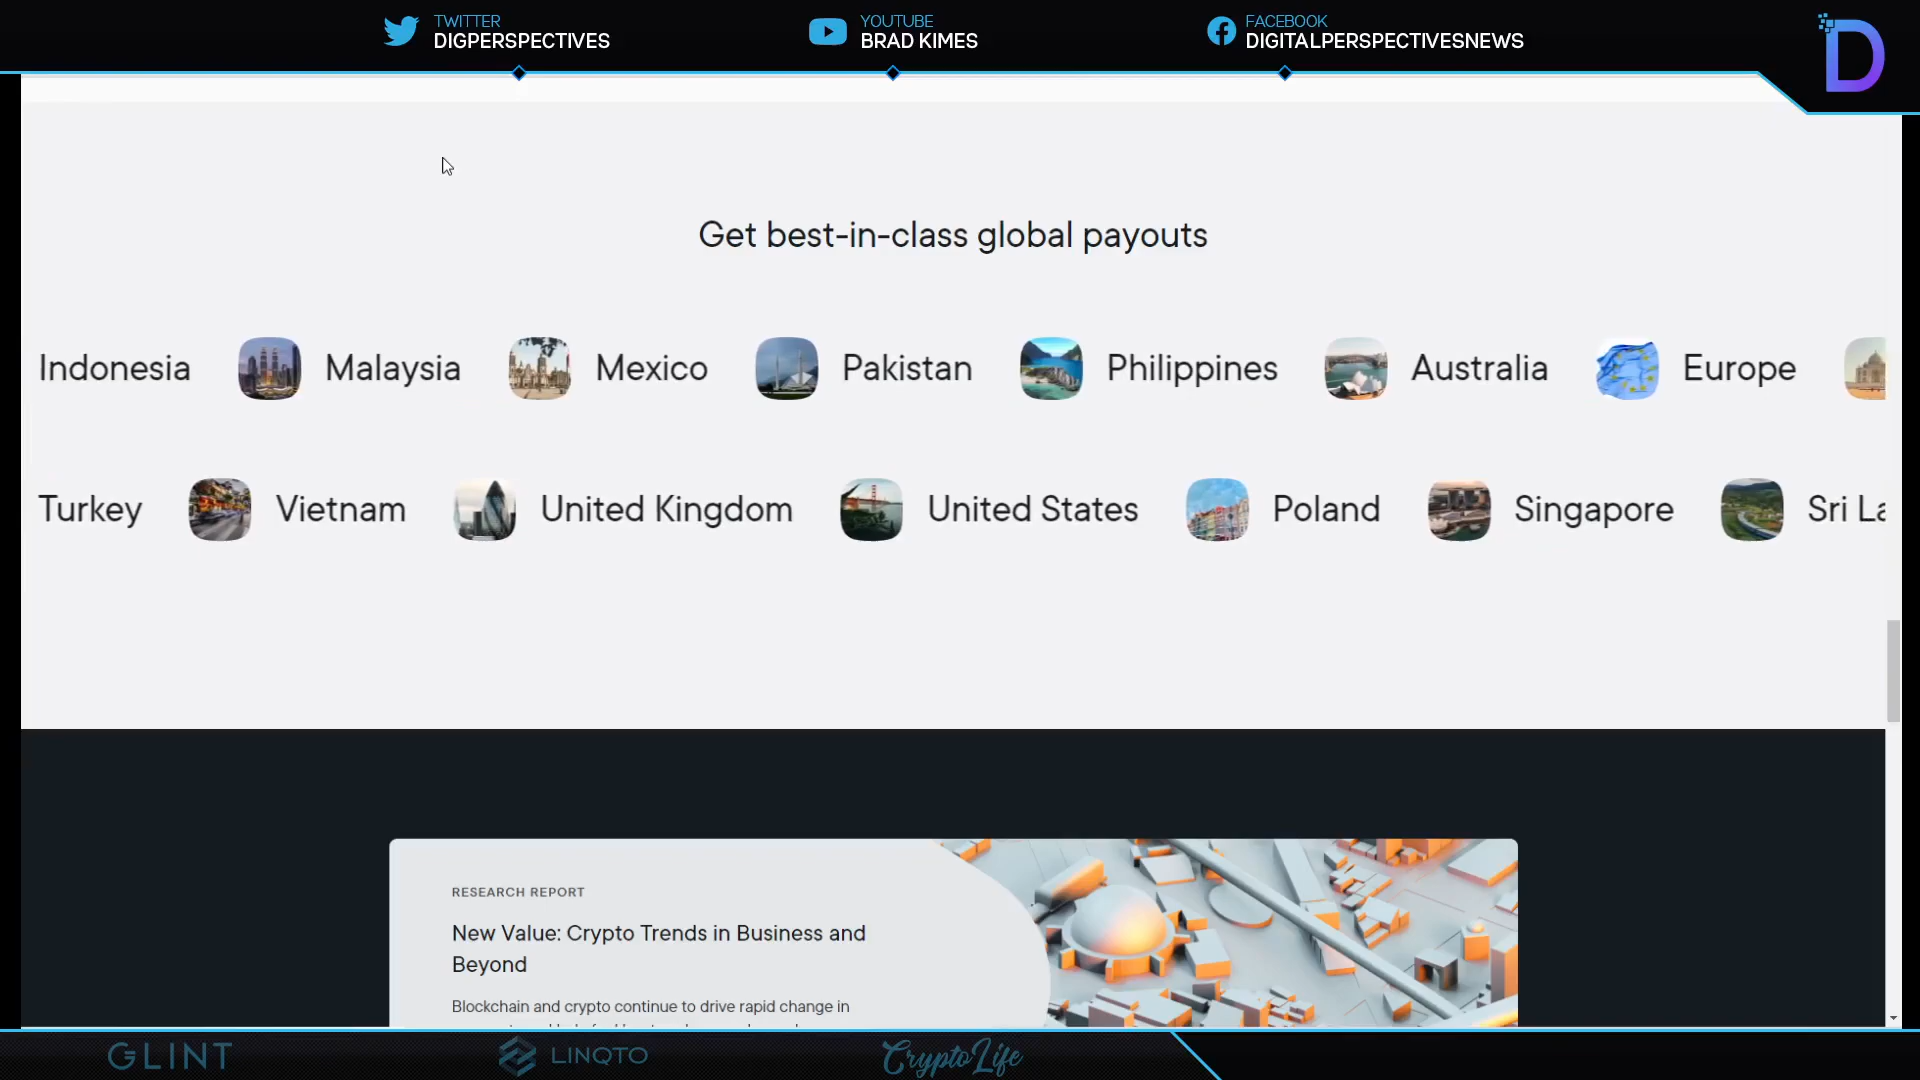 TWITTER
DIGPERSPECTIVES
YOUTUBE
BRAD KIMES
FACEBOOK
DIGITALPERSPECTIVESNEWS
D
Get best-in-class global payouts
Indonesia Malaysia Mexico Pakistan Philippines Australia Europe
Turkey Vietnam United Kingdom United States Poland Singapore Sri La
RESEARCH REPORT
New Value: Crypto Trends in Business and
Beyond
Blockchain and crypto continue to drive rapid change in
GLINT LINQTO CryptoLife